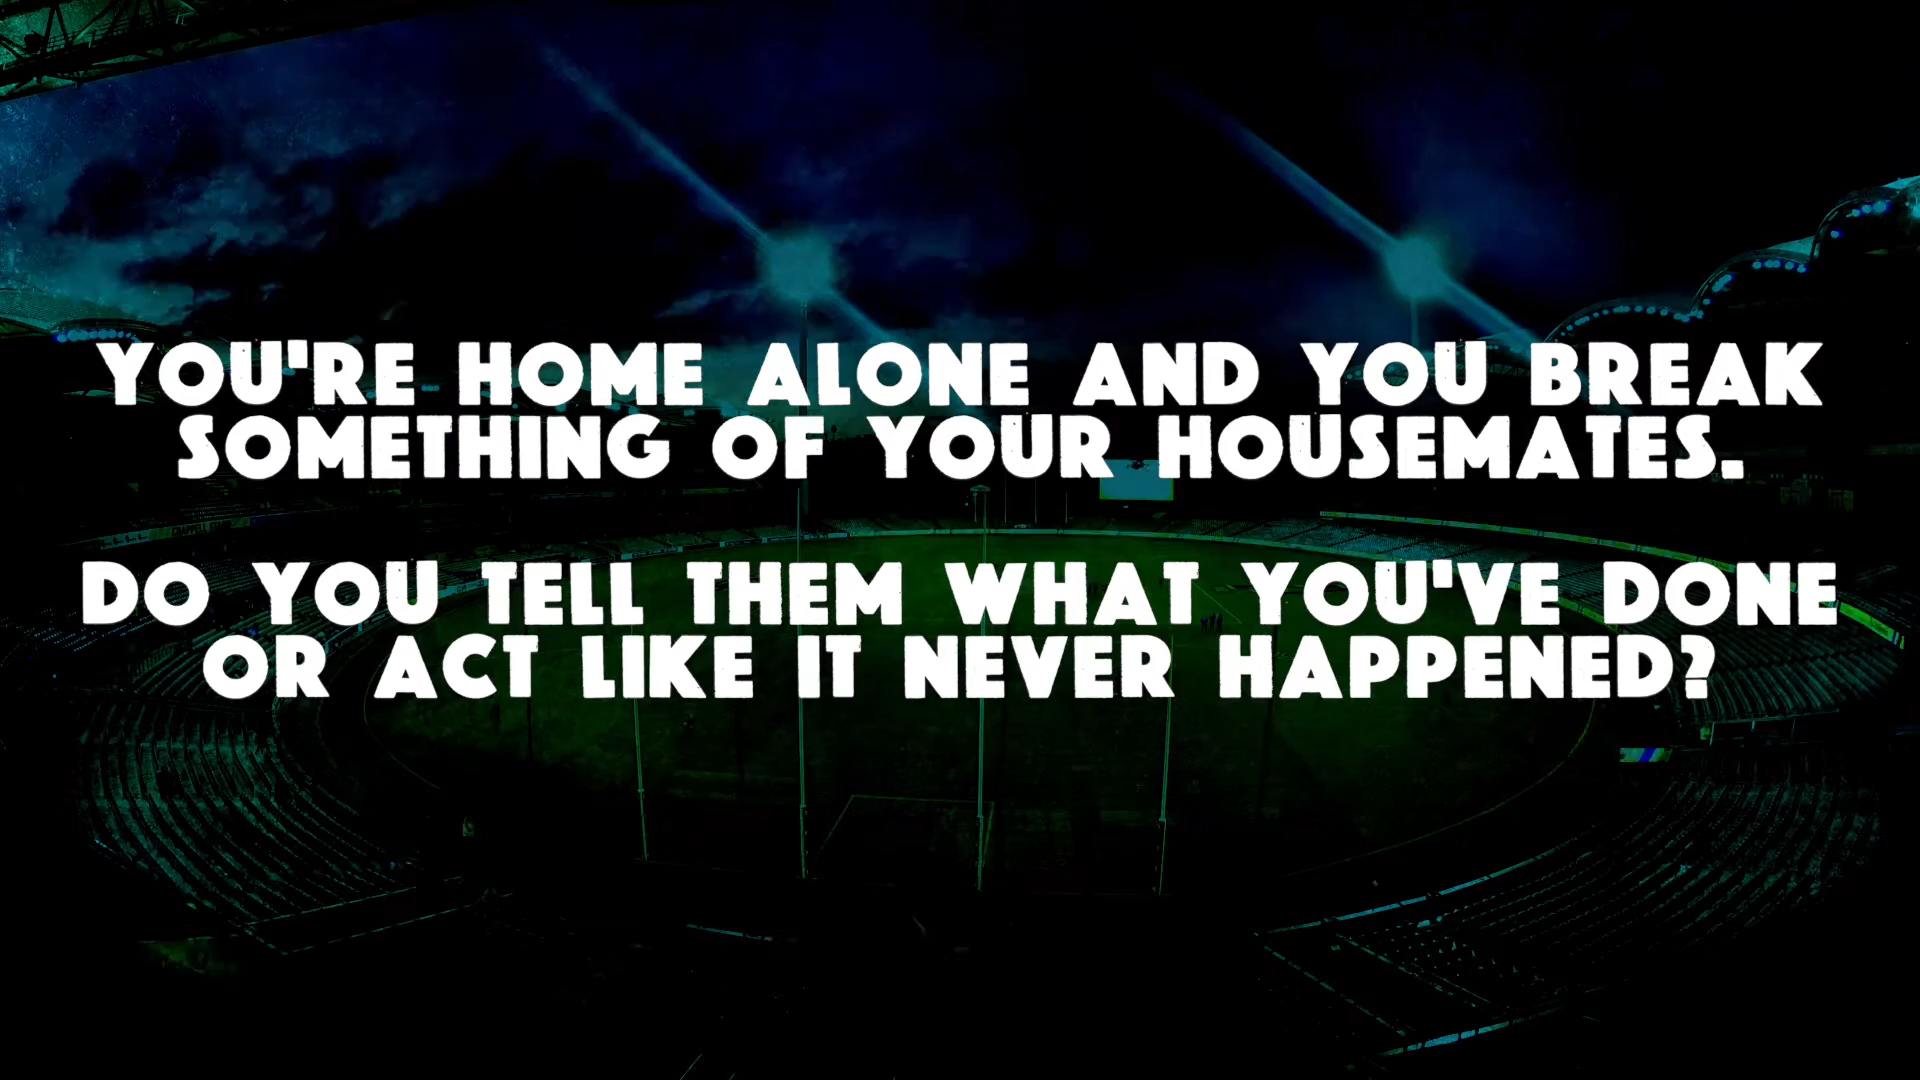 YOU'RE HOME ALONE AND YOU BREAK
SOMETHING OF YOUR HOUSEMATES.
DO YOU TELL THEM WHAT YOU'VE DONE
OR ACT LIKE IT NEVER HAPPENED?